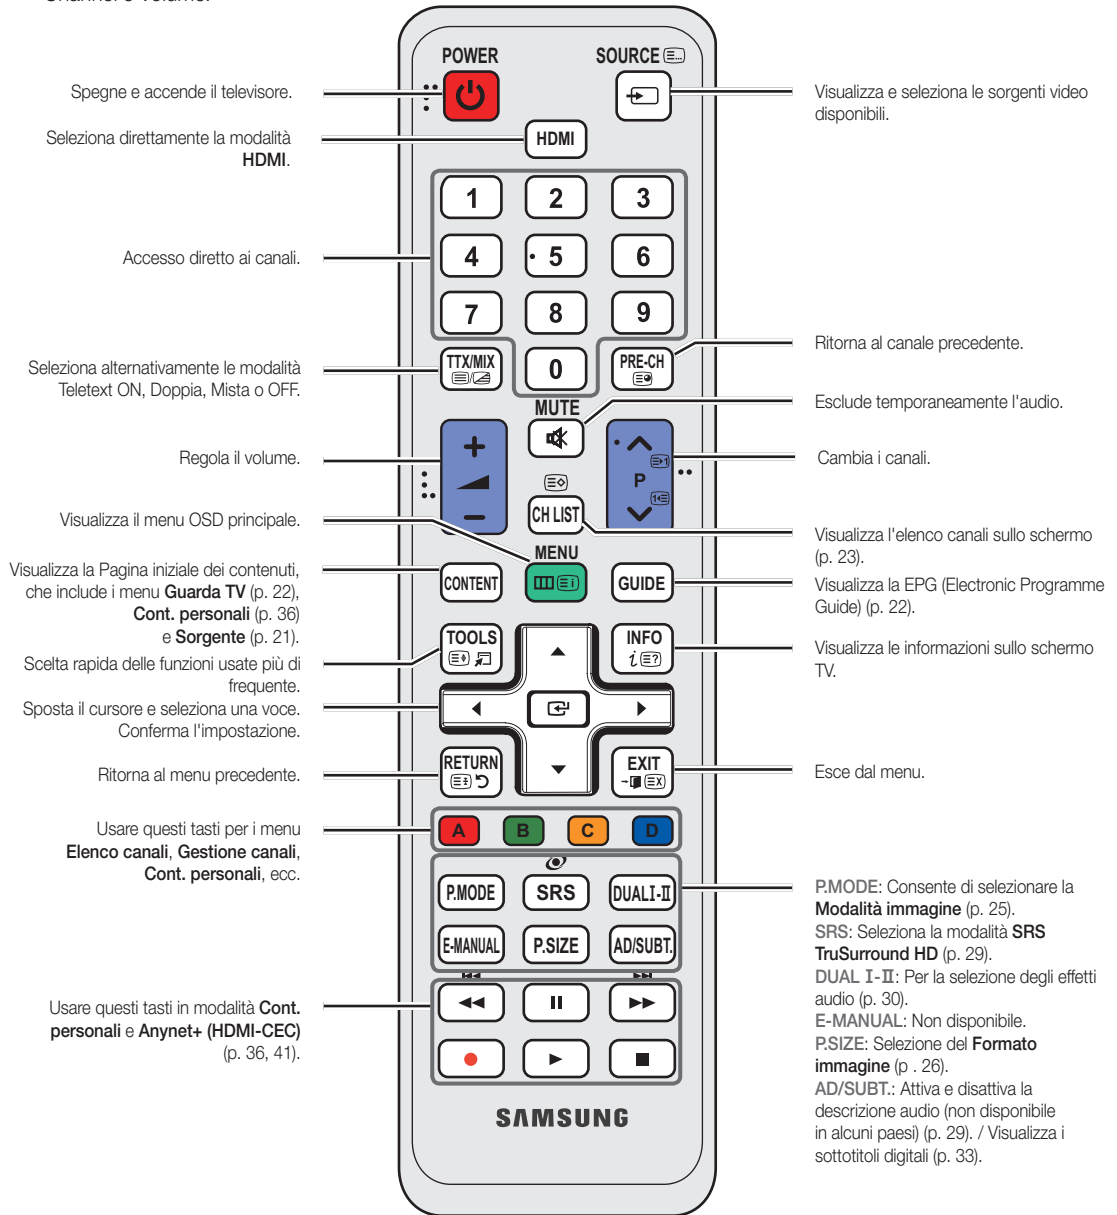 POWER
SOURCE
Spegne e accende il televisore.
Visualizza e seleziona le sorgenti video
disponibili.
Seleziona direttamente la modalità
HDMI.
HDMI
1 2 3
Accesso diretto ai canali.
4 5 6
7 8 9
Seleziona alternativamente le modalità
Teletext ON, Doppia, Mista o OFF.
TTX/MIX
0
PRE-CH
Ritorna al canale precedente.
MUTE
Esclude temporaneamente l'audio.
Regola il volume.
P
Cambia i canali.
Visualizza il menu OSD principale.
CH LIST
Visualizza l'elenco canali sullo schermo
(p. 23).
MENU
Visualizza la Pagina iniziale dei contenuti,
che include i menu Guarda TV (p. 22),
Cont. personali (p. 36)
e Sorgente (p. 21).
CONTENT
GUIDE
Visualizza la EPG (Electronic Programme
Guide) (p. 22).
TOOLS
INFO
Visualizza le informazioni sullo schermo
TV.
Scelta rapida delle funzioni usate più di
frequente.
Sposta il cursore e seleziona una voce.
Conferma l'impostazione.
Ritorna al menu precedente.
RETURN
EXIT
Esce dal menu.
Usare questi tasti per i menu
Elenco canali, Gestione canali,
Cont. personali, ecc.
A B C D
P.MODE SRS DUAL I-II
E-MANUAL P.SIZE AD/SUBT.
P.MODE: Consente di selezionare la
Modalità immagine (p. 25).
SRS: Seleziona la modalità SRS
TruSurround HD (p. 29).
DUAL I-II: Per la selezione degli effetti
audio (p. 30).
E-MANUAL: Non disponibile.
P.SIZE: Selezione del Formato
immagine (p . 26).
AD/SUBT.: Attiva e disattiva la
descrizione audio (non disponibile
in alcuni paesi) (p. 29). / Visualizza i
sottotitoli digitali (p. 33).
Usare questi tasti in modalità Cont.
personali e Anynet+ (HDMI-CEC)
(p. 36, 41).
SAMSUNG